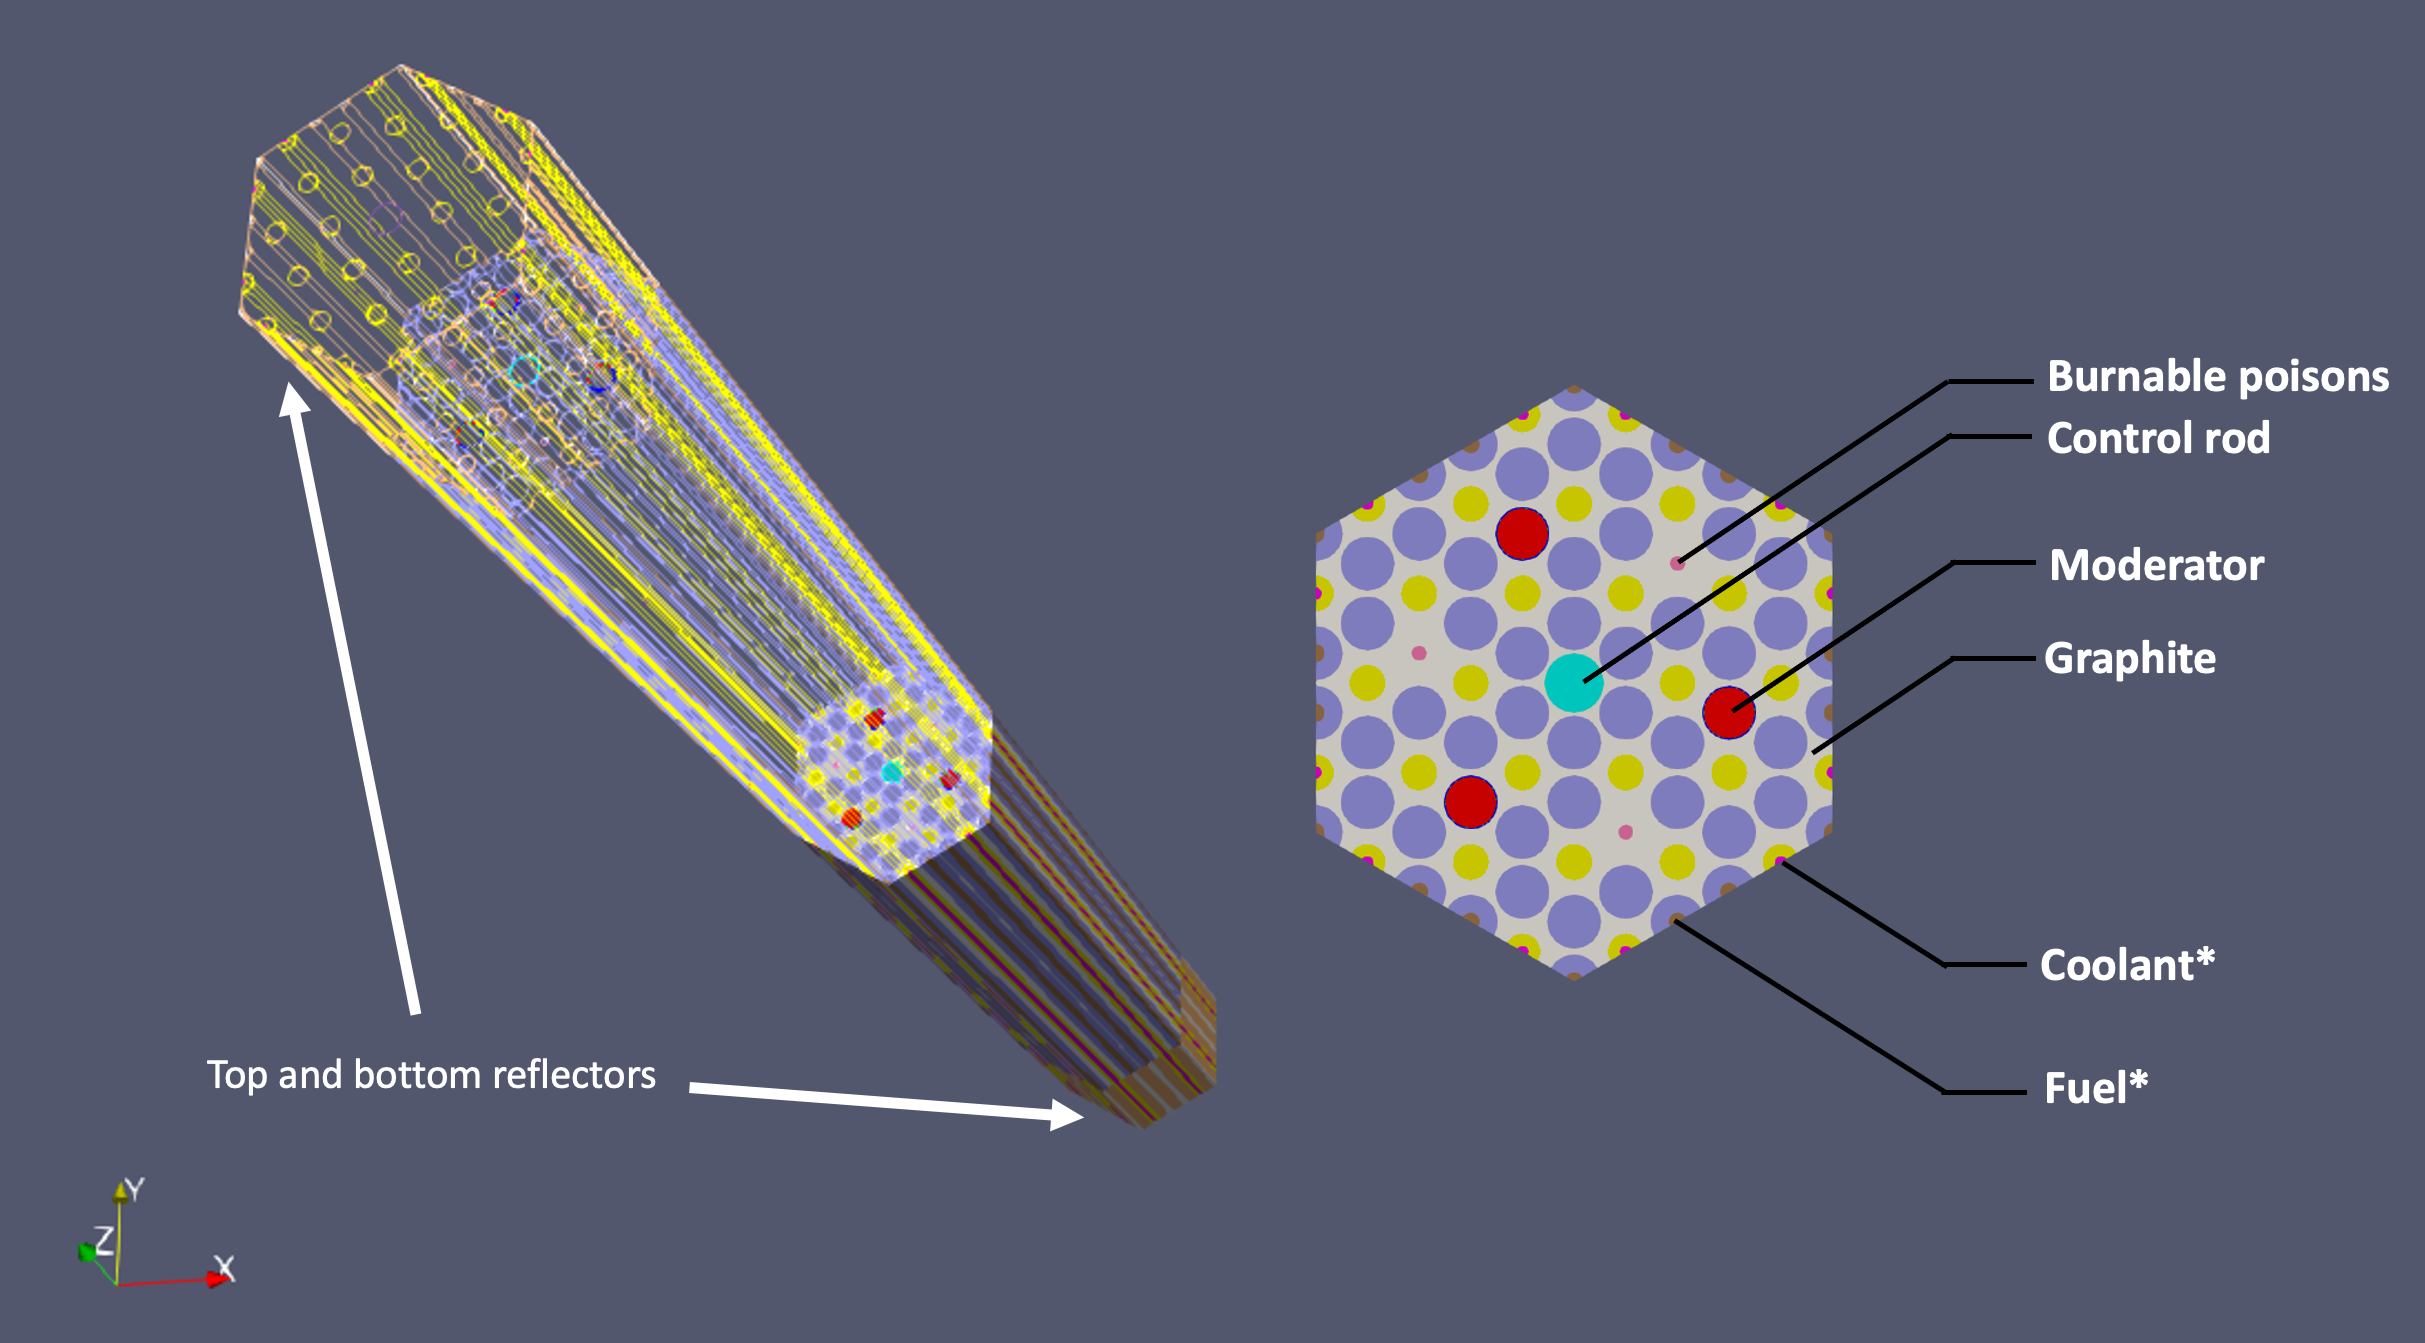 Burnable poisons
Control rod
Moderator
Graphite
Coolant*
Fuel*
Top and bottom reflectors
Y
Z
X